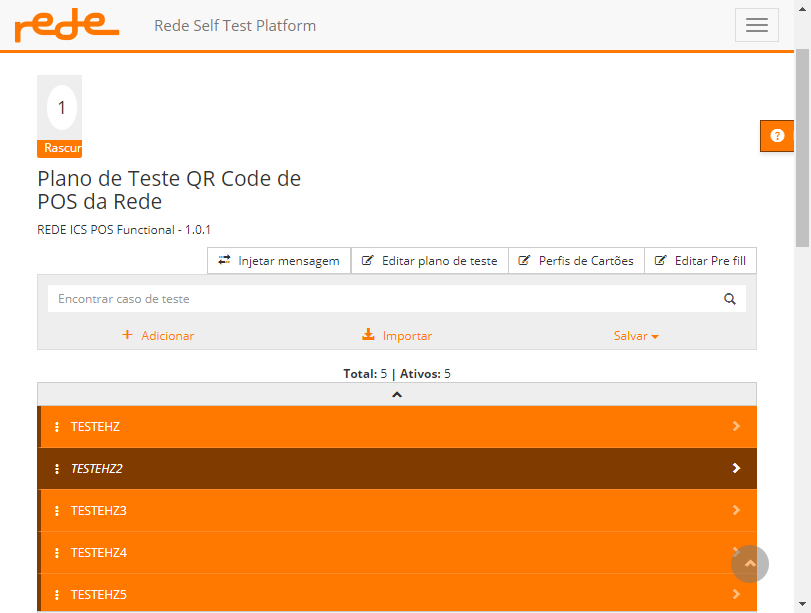 rede
Rede Self Test Platform
1
Rascur
Plano de Teste QR Code de
POS da Rede
REDE ICS POS Functional - 1.0.1
Injetar mensagem
Editar plano de teste
Perfis de Cartões
Editar Pre fill
Encontrar caso de teste
Adicionar
Importar
Salvar
Total: 5 | Ativos: 5
TESTEHZ
TESTEHZ2
TESTEHZ3
TESTEHZ4
TESTEHZ5